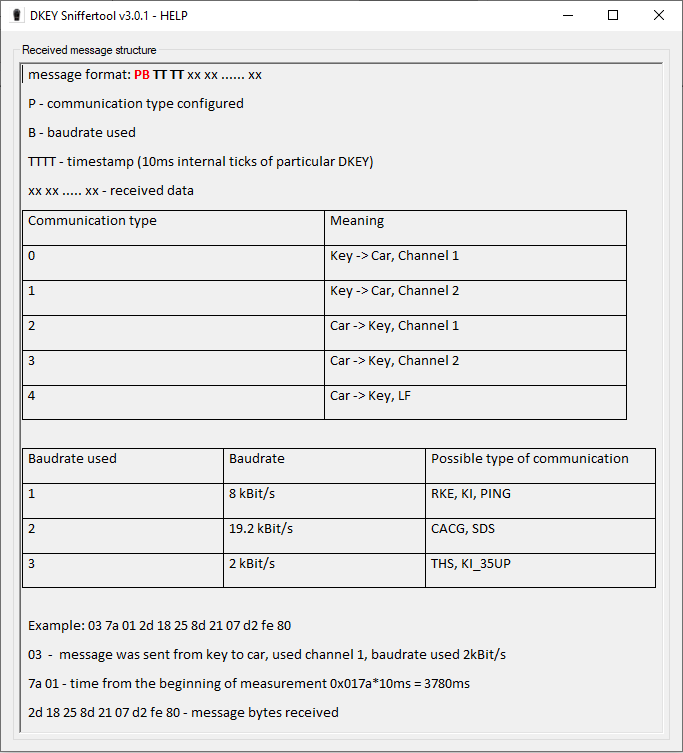 DKEY Sniffertool v3.0.1 - HELP
Received message structure
message format: PB TT TT xx xx ...... xx
P - communication type configured
B - baudrate used
TTTT - timestamp (10ms internal ticks of particular DKEY)
xx xx ..... xx - received data
Communication type Meaning
0 Key -> Car, Channel 1
1 Key -> Car, Channel 2
2 Car -> Key, Channel 1
3 Car -> Key, Channel 2
4 Car -> Key, LF
Baudrate used Baudrate Possible type of communication
1 8 kBit/s RKE, KI, PING
2 19.2 kBit/s CACG, SDS
3 2 kBit/s THS, KI_35UP
Example: 03 7a 01 2d 18 25 8d 21 07 d2 fe 80
03 - message was sent from key to car, used channel 1, baudrate used 2kBit/s
7a 01 - time from the beginning of measurement 0x017a*10ms = 3780ms
2d 18 25 8d 21 07 d2 fe 80 - message bytes received